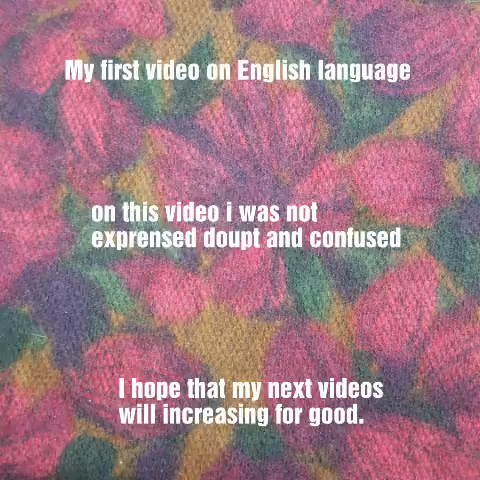 My first video on English language
on this video i was not
exprensed doupt and confused
I hope that my next videos
will increasing for good.